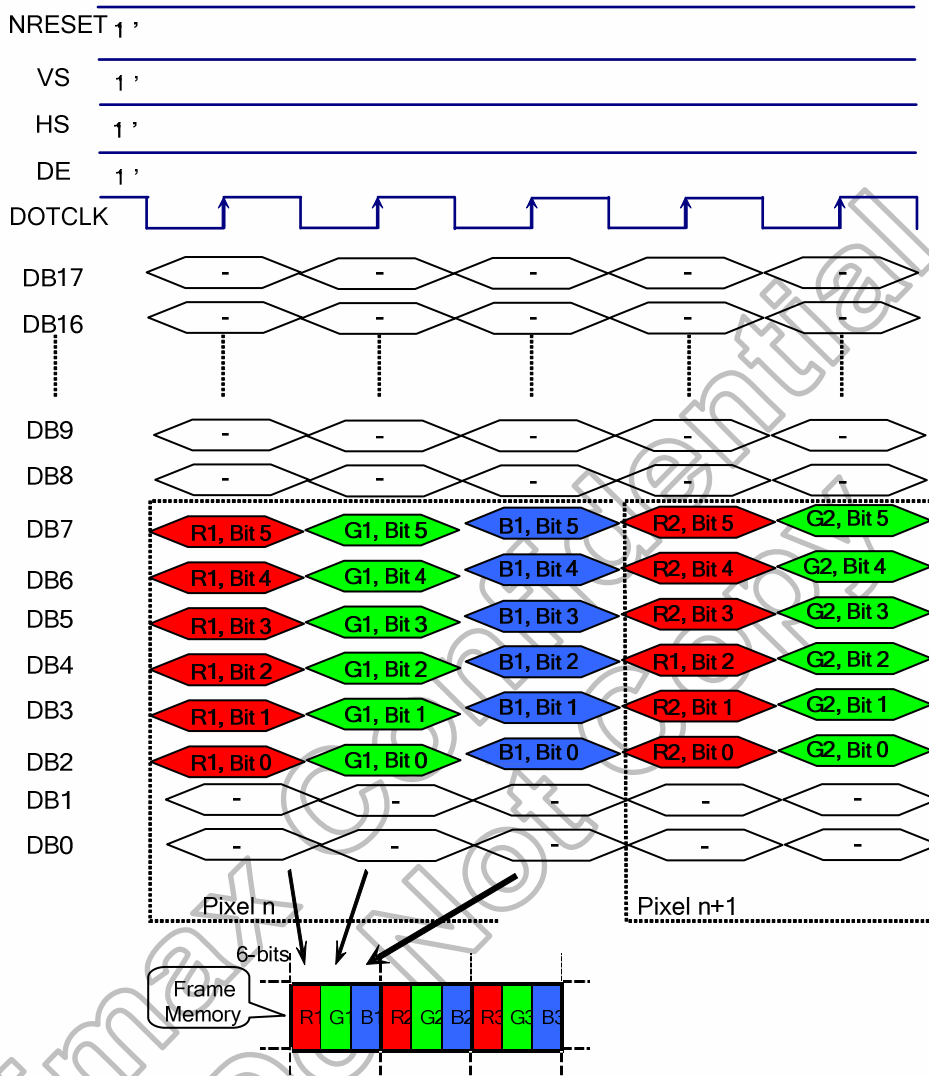 NRESET 1’
VS 1’
HS 1’
DE 1’
DOTCLK
DB17 - - - - -
DB16 - - - - -
DB9 - - - - -
DB8 - - - - -
DB7 R1, Bit 5 G1, Bit 5 B1, Bit 5 R2, Bit 5 G2, Bit 5
DB6 R1, Bit 4 G1, Bit 4 B1, Bit 4 R2, Bit 4 G2, Bit 4
DB5 R1, Bit 3 G1, Bit 3 B1, Bit 3 R2, Bit 3 G2, Bit 3
DB4 R1, Bit 2 G1, Bit 2 B1, Bit 2 R1, Bit 2 G2, Bit 2
DB3 R1, Bit 1 G1, Bit 1 B1, Bit 1 R2, Bit 1 G2, Bit 1
DB2 R1, Bit 0 G1, Bit 0 B1, Bit 0 R2, Bit 0 G2, Bit 0
DB1 - - - - -
DB0 - - - - -
Pixel n Pixel n+1
6-bits
Frame
Memory
R1 G1 B1 R2 G2 B2 R3 G3 B3
imax Confidential
Do Not Copy